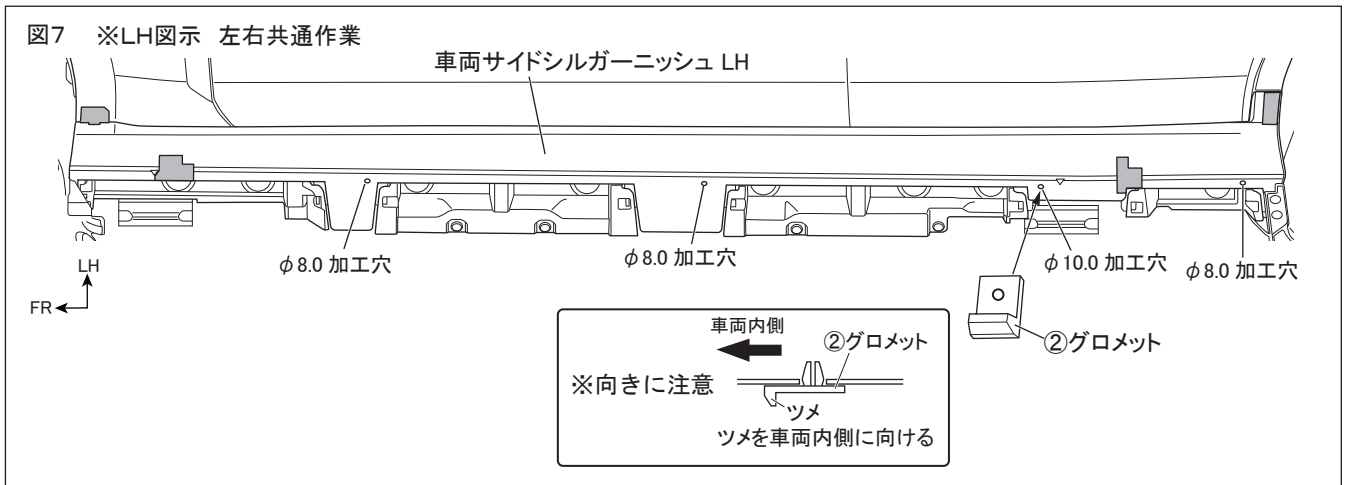 図7 ※LH図示 左右共通作業
車両サイドシルガーニッシュ LH
φ8.0 加工穴
φ8.0 加工穴
φ10.0 加工穴
φ8.0 加工穴
LH
FR
②グロメット
車両内側
②グロメット
※向きに注意
ツメ
ツメを車両内側に向ける